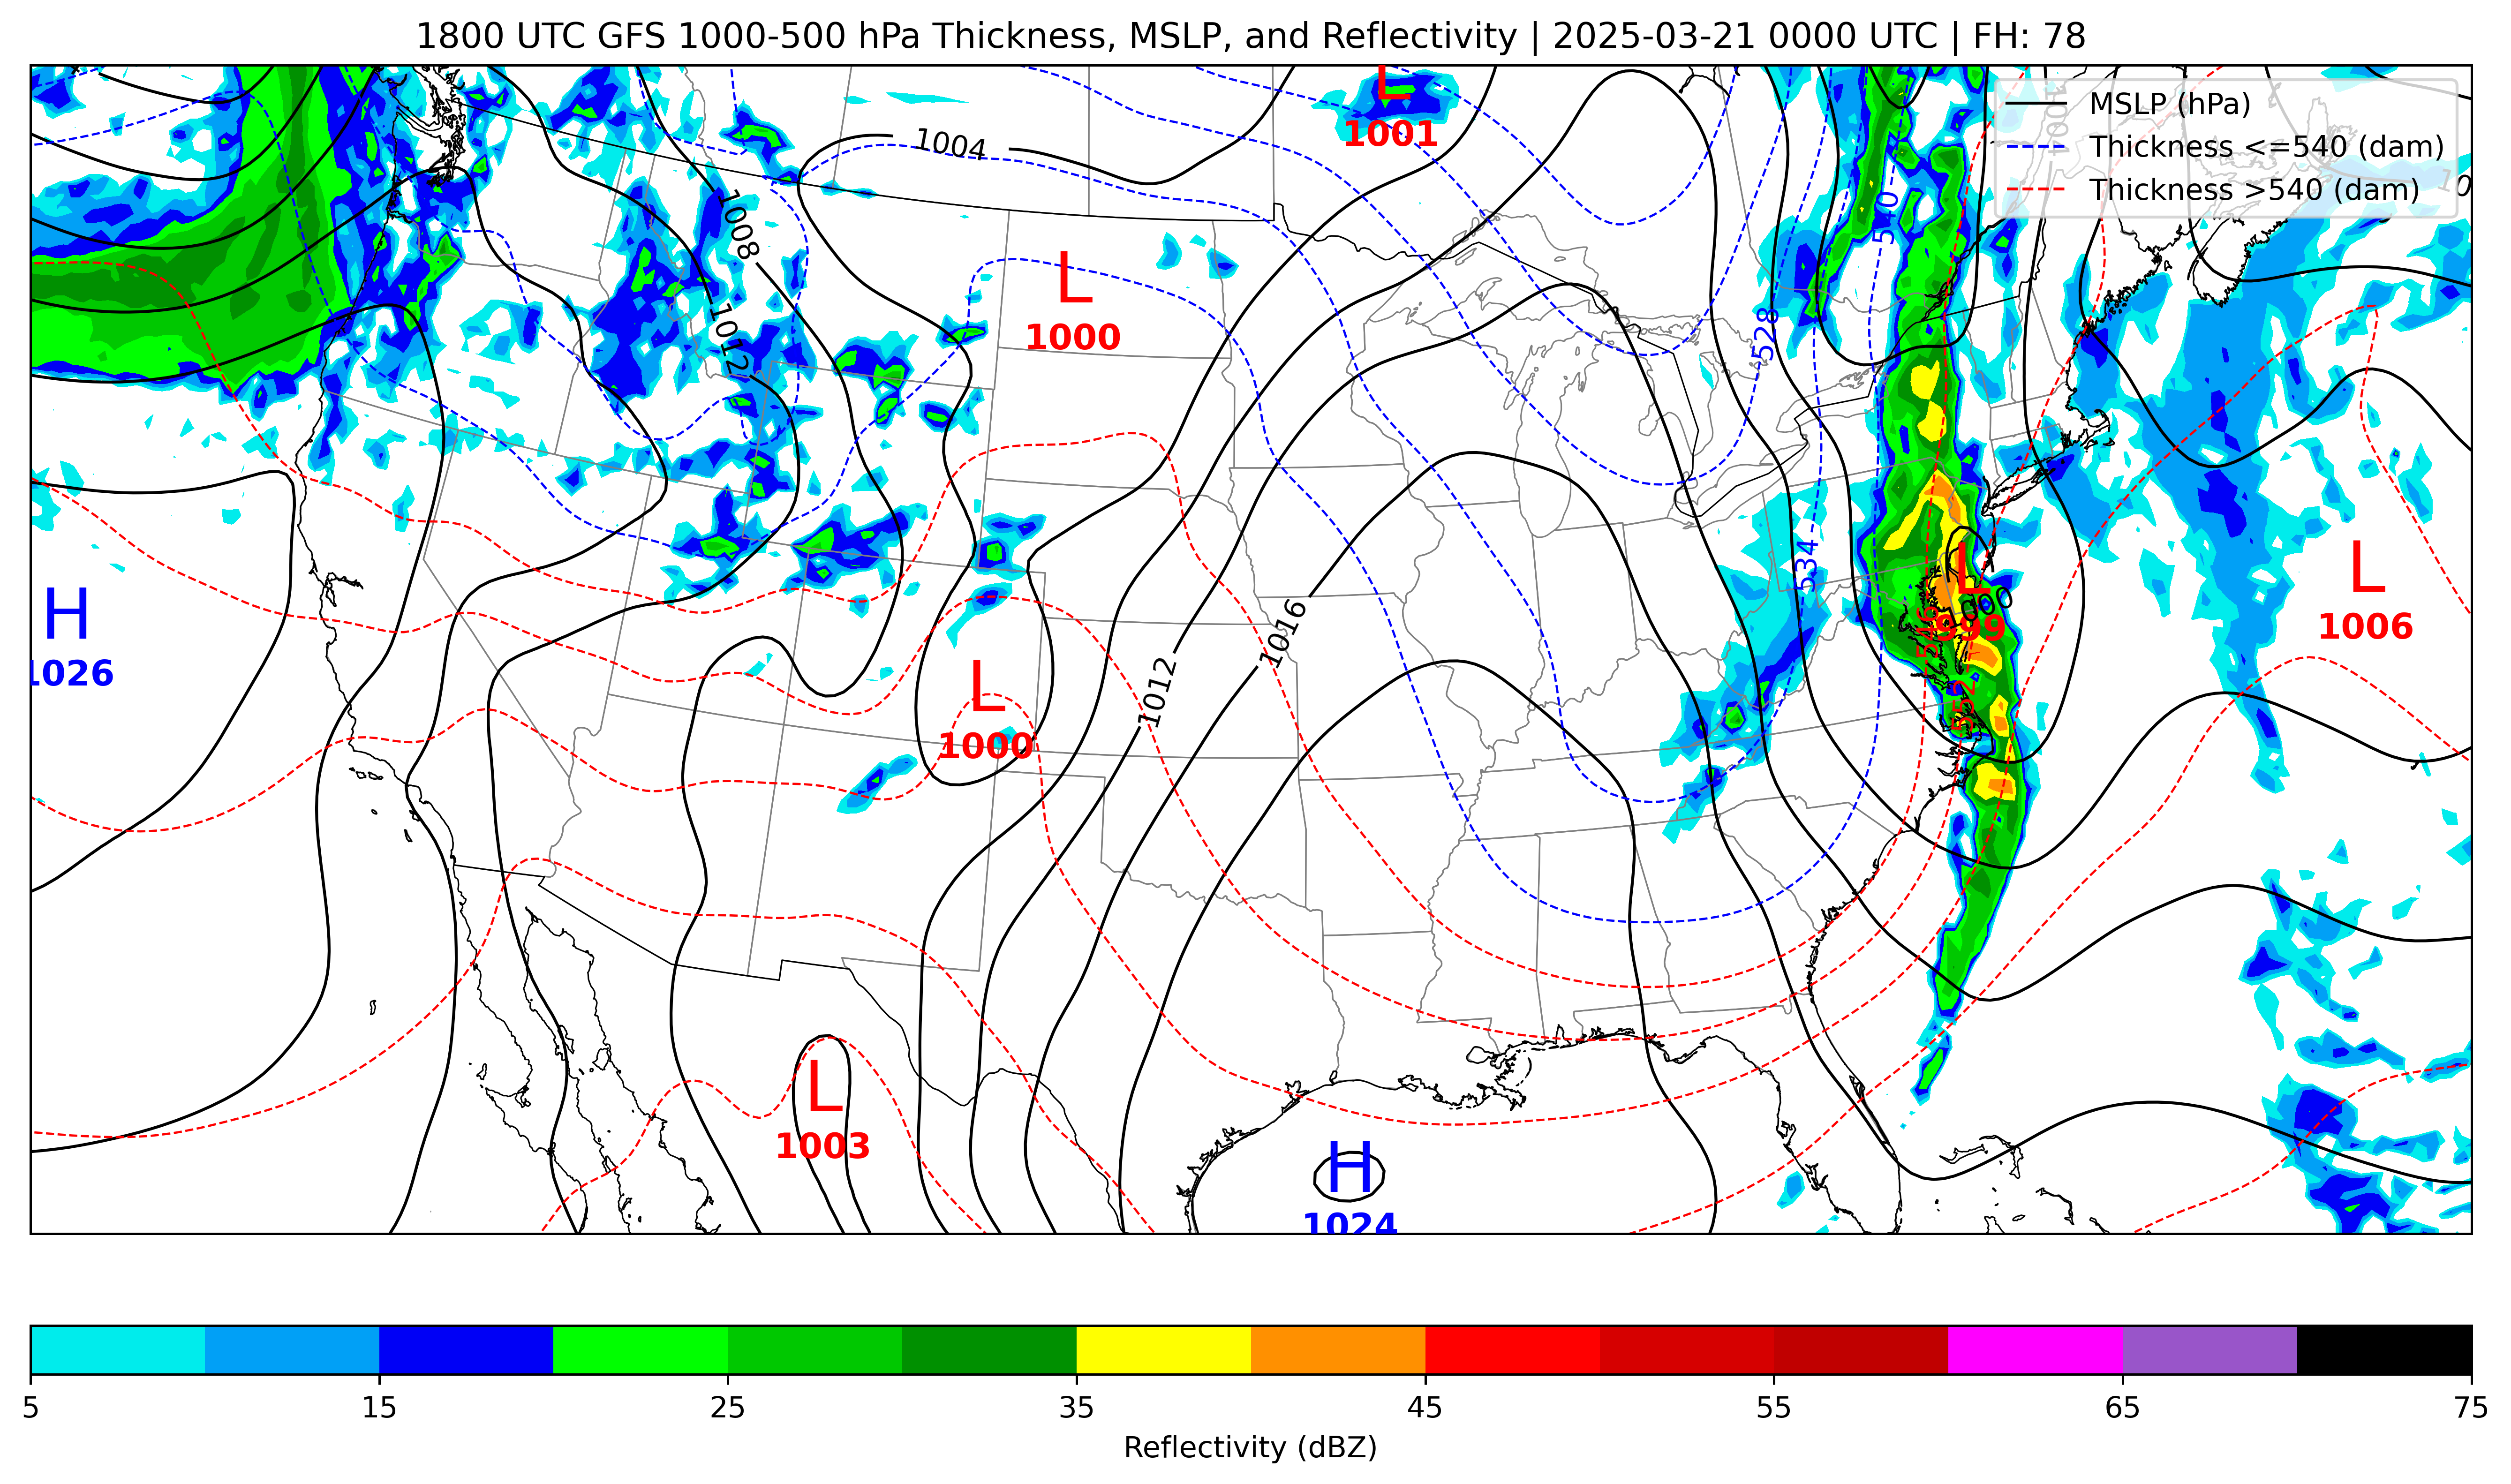 1800 UTC GFS 1000-500 hPa Thickness, MSLP, and Reflectivity | 2025-03-21 0000 UTC | FH: 78
MSLP (hPa)
Thickness <=540 (dam)
Thickness >540 (dam)
L
1001
1004
1008
1012
L
1000
540
528
534
H
1026
L
1000
1012
1016
L
999
546
552
L
1006
L
1003
H
1024
5
15
25
35
45
55
65
75
Reflectivity (dBZ)